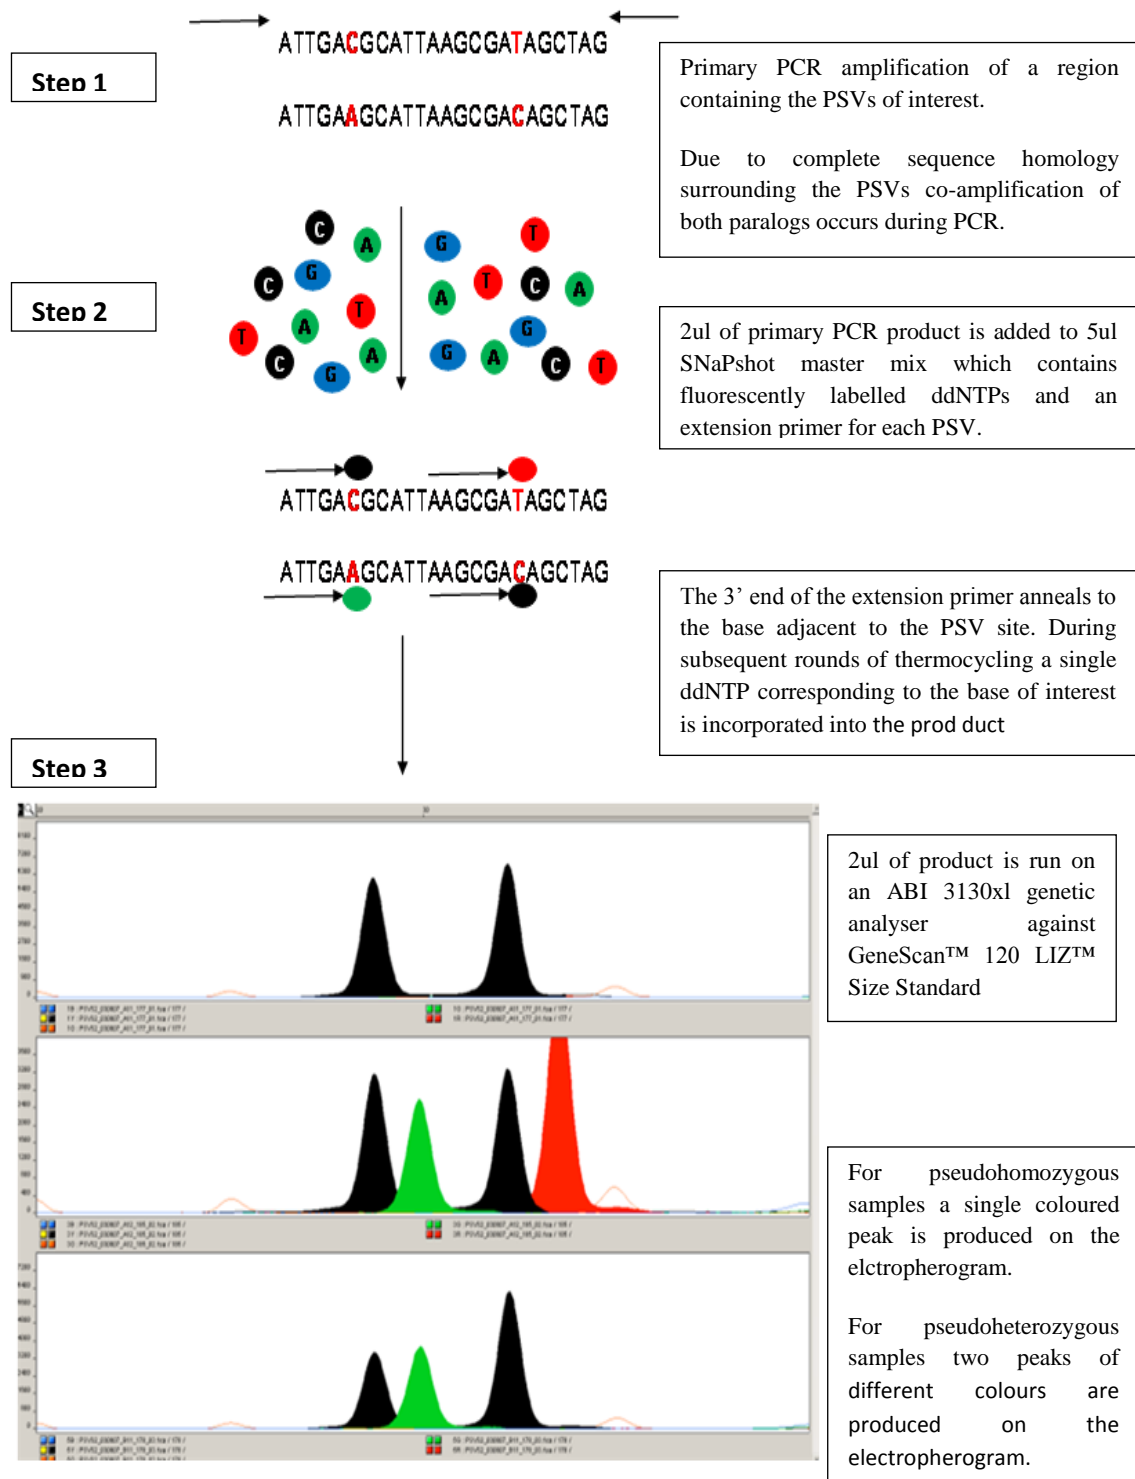 ATTGACGCATTAAGCGATAGCTAG
Step 1
ATTGAAGCATTAAGCGACAGCTAG
Primary PCR amplification of a region
containing the PSVs of interest.
Due to complete sequence homology
surrounding the PSVs co-amplification of
both paralogs occurs during PCR.
C A G T
C G A T C A
T A T G
C G A G A C T
Step 2
2ul of primary PCR product is added to 5ul
SNaPshot master mix which contains
fluorescently labelled ddNTPs and an
extension primer for each PSV.
ATTGACGCATTAAGCGATAGCTAG
ATTGAAGCATTAAGCGACAGCTAG
The 3’ end of the extension primer anneals to
the base adjacent to the PSV site. During
subsequent rounds of thermocycling a single
ddNTP corresponding to the base of interest
is incorporated into the prod duct
Step 3
2ul of product is run on
an ABI 3130xl genetic
analyser against
GeneScan™ 120 LIZ™
Size Standard
For pseudohomozygous
samples a single coloured
peak is produced on the
elctropherogram.
For pseudoheterozygous
samples two peaks of
different colours are
produced on the
electropherogram.